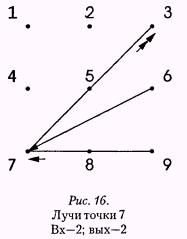 1 2 3
4 5 6
7 8 9
Рис. 16.
Лучи точки 7
Вх—2; вых—2